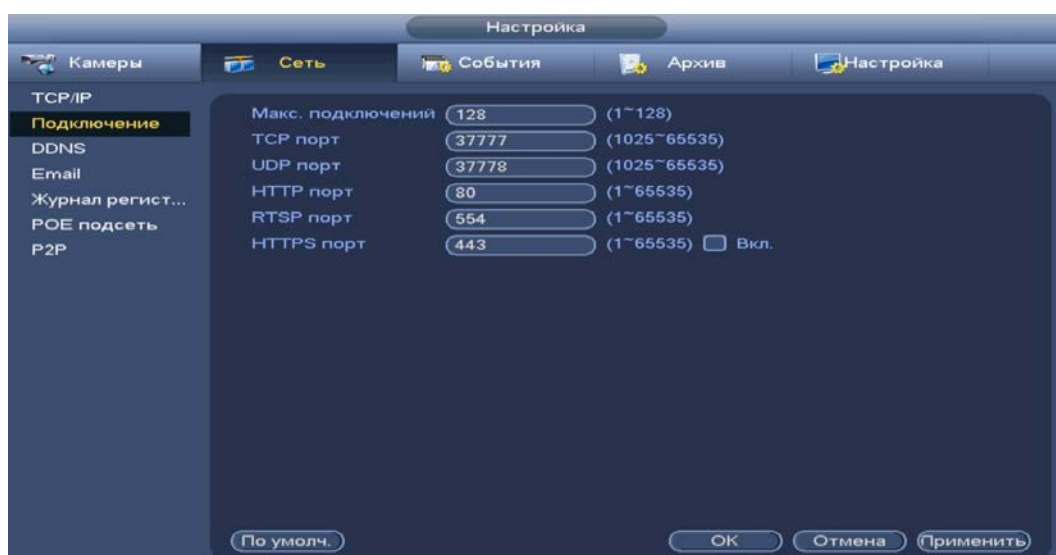 Настройка
Камеры Сеть События Архив Настройка
TCP/IP
Подключение
DDNS
Email
Журнал регист...
POE подсеть
P2P
Макс. подключений 128 (1~128)
TCP порт 37777 (1025~65535)
UDP порт 37778 (1025~65535)
HTTP порт 80 (1~65535)
RTSP порт 554 (1~65535)
HTTPS порт 443 (1~65535) Вкл.
По умолч. OK Отмена Применить